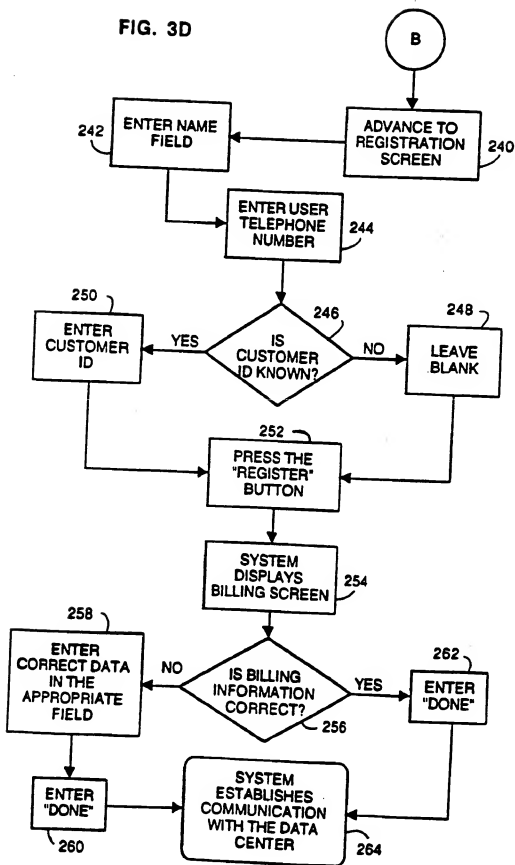 FIG. 3D
B
ADVANCE TO
REGISTRATION
SCREEN
240
ENTER NAME
FIELD
242
ENTER USER
TELEPHONE
NUMBER
244
246
IS
CUSTOMER
ID KNOWN?
YES
NO
250
ENTER
CUSTOMER
ID
248
LEAVE
BLANK
252
PRESS THE
"REGISTER"
BUTTON
SYSTEM
DISPLAYS
BILLING SCREEN
254
IS BILLING
INFORMATION
CORRECT?
256
NO
YES
258
ENTER
CORRECT DATA
IN THE
APPROPRIATE
FIELD
262
ENTER
"DONE"
ENTER
"DONE"
260
SYSTEM
ESTABLISHES
COMMUNICATION
WITH THE DATA
CENTER
264